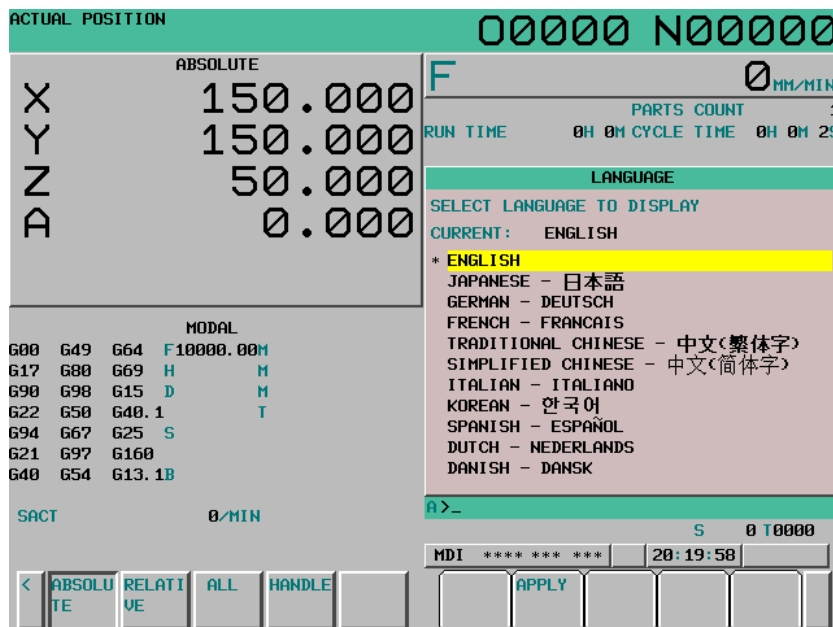 ACTUAL POSITION
O0000 N00000
ABSOLUTE
X 150.000
Y 150.000
Z 50.000
A 0.000
F 0 MM/MIN
PARTS COUNT
RUN TIME 0H 0M CYCLE TIME 0H 0M
LANGUAGE
SELECT LANGUAGE TO DISPLAY
CURRENT: ENGLISH
* ENGLISH
JAPANESE - 日本語
GERMAN - DEUTSCH
FRENCH - FRANCAIS
TRADITIONAL CHINESE - 中文(繁体字)
SIMPLIFIED CHINESE - 中文(简体字)
ITALIAN - ITALIANO
KOREAN - 한국어
SPANISH - ESPAÑOL
DUTCH - NEDERLANDS
DANISH - DANSK
MODAL
G00 G49 G64 F10000.00M
G17 G80 G69 H M
G90 G98 G15 D M
G22 G50 G40.1 T
G94 G67 G25 S
G21 G97 G160
G40 G54 G13.1B
SACT 0/MIN
A>_
S 0 T0000
MDI **** *** *** 20:19:58
< ABSOLUTE RELATIVE ALL HANDLE
APPLY